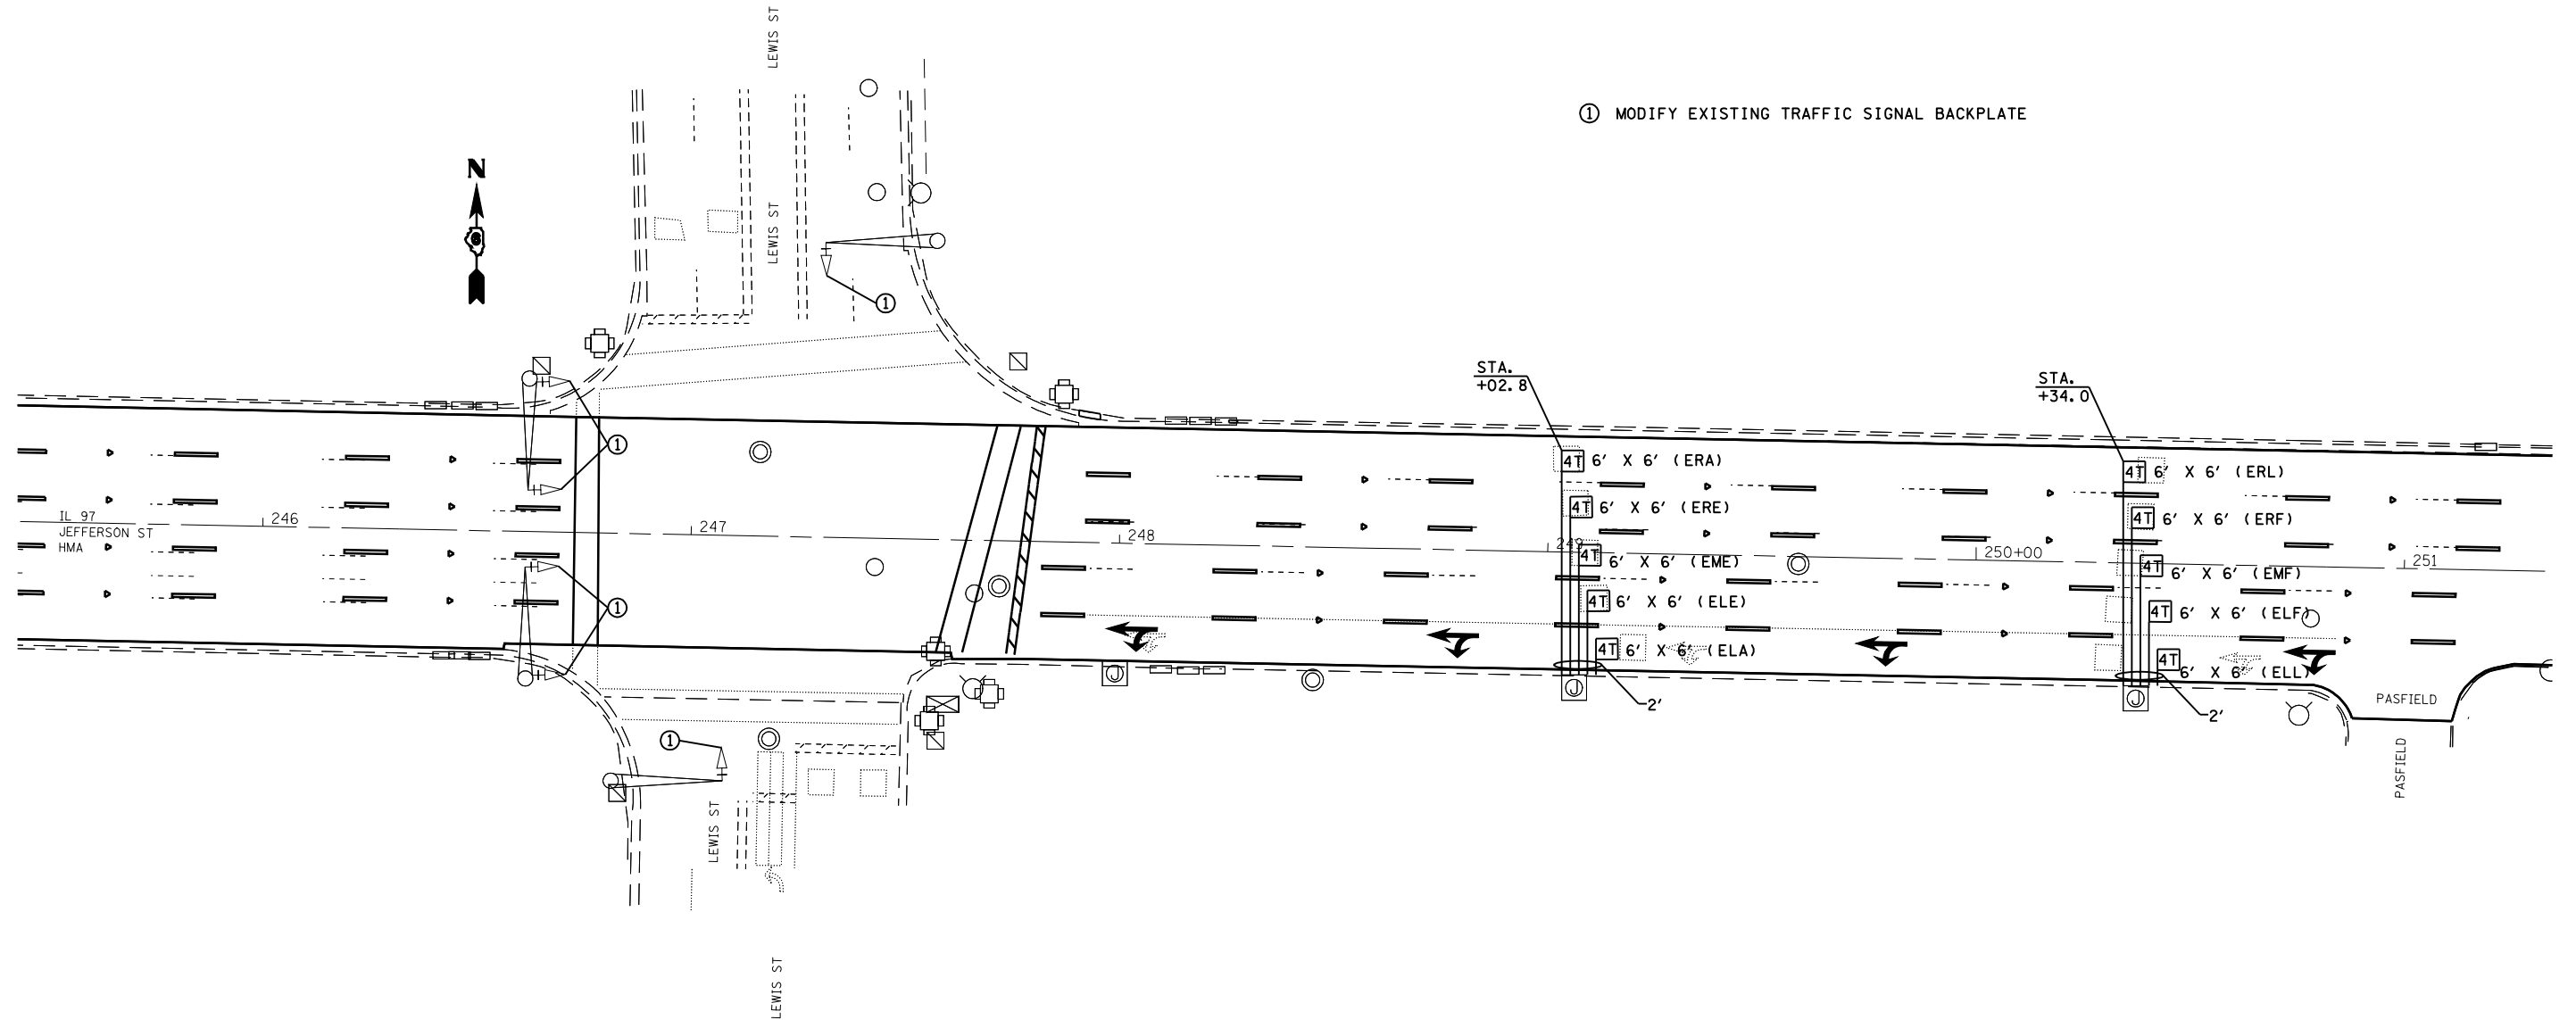 LEWIS ST
① MODIFY EXISTING TRAFFIC SIGNAL BACKPLATE
N
6
LEWIS ST
①
STA.
+02.8
STA.
+34.0
①
4T 6' X 6' (ERA)
4T 6' X 6' (ERL)
4T 6' X 6' (ERE)
4T 6' X 6' (ERF)
IL 97
JEFFERSON ST
HMA
246
247
248
249
250+00
251
4T 6' X 6' (EME)
4T 6' X 6' (EMF)
①
4T 6' X 6' (ELE)
4T 6' X 6' (ELF)
4T 6' X 6' (ELA)
4T 6' X 6' (ELL)
J
J
J
2'
2'
PASFIELD
PASFIELD
①
LEWIS ST
LEWIS ST